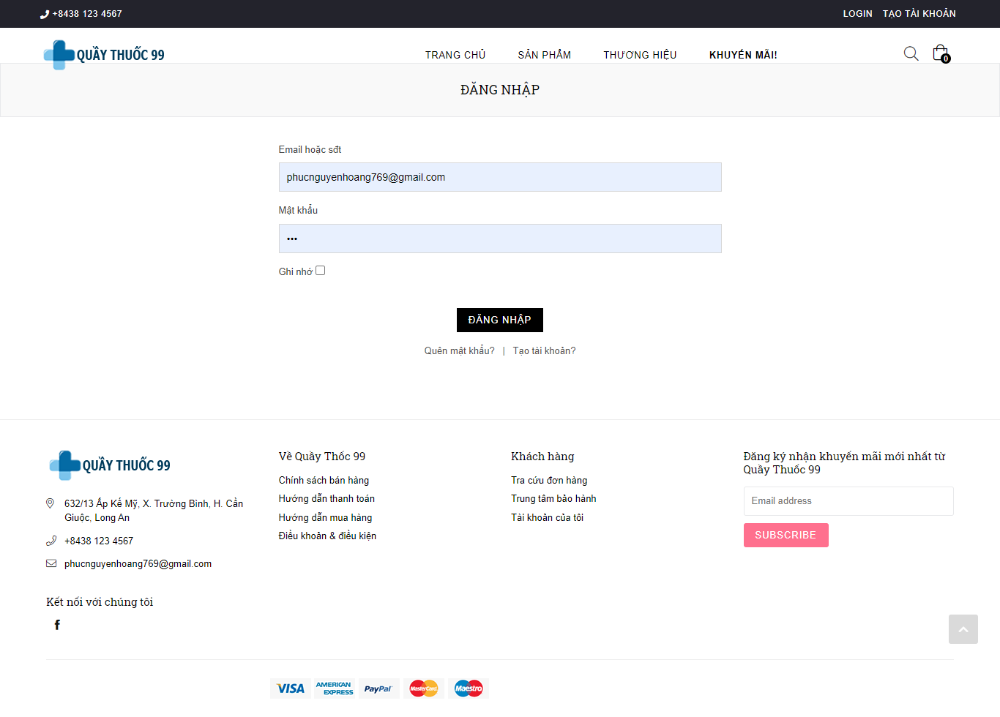 +8438 123 4567
LOGIN TẠO TÀI KHOẢN
QUẦY THUỐC 99
TRANG CHỦ SẢN PHẨM THƯƠNG HIỆU KHUYẾN MÃI!
0
ĐĂNG NHẬP
Email hoặc sđt
phucnguyenhoang769@gmail.com
Mật khẩu
•••
Ghi nhớ
ĐĂNG NHẬP
Quên mật khẩu? | Tạo tài khoản?
QUẦY THUỐC 99
632/13 Ấp Kế Mỹ, X. Trường Bình, H. Cần
Giuộc, Long An
+8438 123 4567
phucnguyenhoang769@gmail.com
Kết nối với chúng tôi
Về Quầy Thốc 99
Chính sách bán hàng
Hướng dẫn thanh toán
Hướng dẫn mua hàng
Điều khoản & điều kiện
Khách hàng
Tra cứu đơn hàng
Trung tâm bảo hành
Tài khoản của tôi
Đăng ký nhận khuyến mãi mới nhất từ
Quầy Thuốc 99
Email address
SUBSCRIBE
VISA
AMERICAN
EXPRESS
PayPal
MasterCard
Maestro